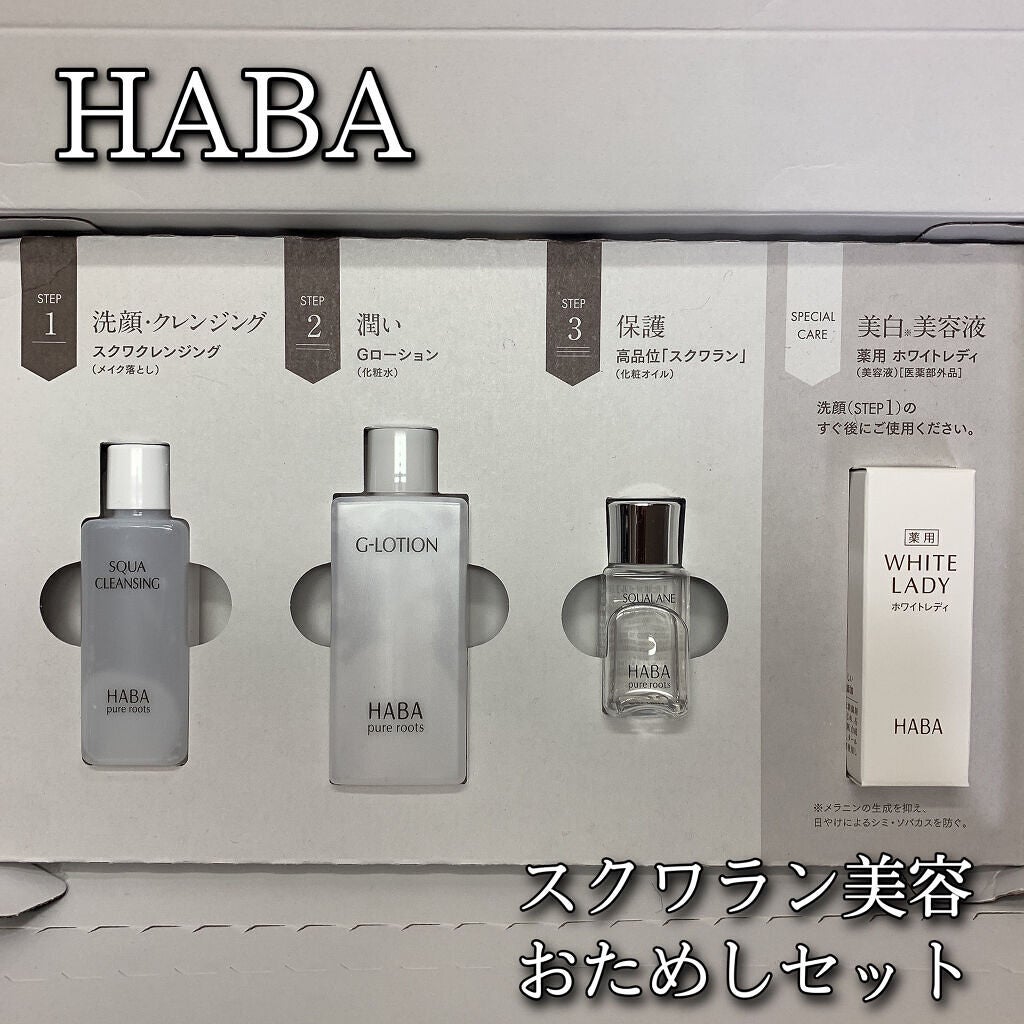 HABA
STEP
1
洗顔・クレンジング
スクワクレンジング
(メイク落とし)
STEP
2
潤い
Gローション
(化粧水)
STEP
3
保護
高品位「スクワラン」
(化粧オイル)
SPECIAL
CARE
美白※美容液
薬用 ホワイトレディ
(美容液)[医薬部外品]
洗顔(STEP1)の
すぐ後にご使用ください。
SQUA
CLEANSING
HABA
pure roots
G-LOTION
HABA
pure roots
SQUALANE
HABA
pure roots
薬用
WHITE
LADY
ホワイトレディ
HABA
※メラニンの生成を抑え、
日やけによるシミ・ソバカスを防ぐ。
スクワラン美容
おためしセット